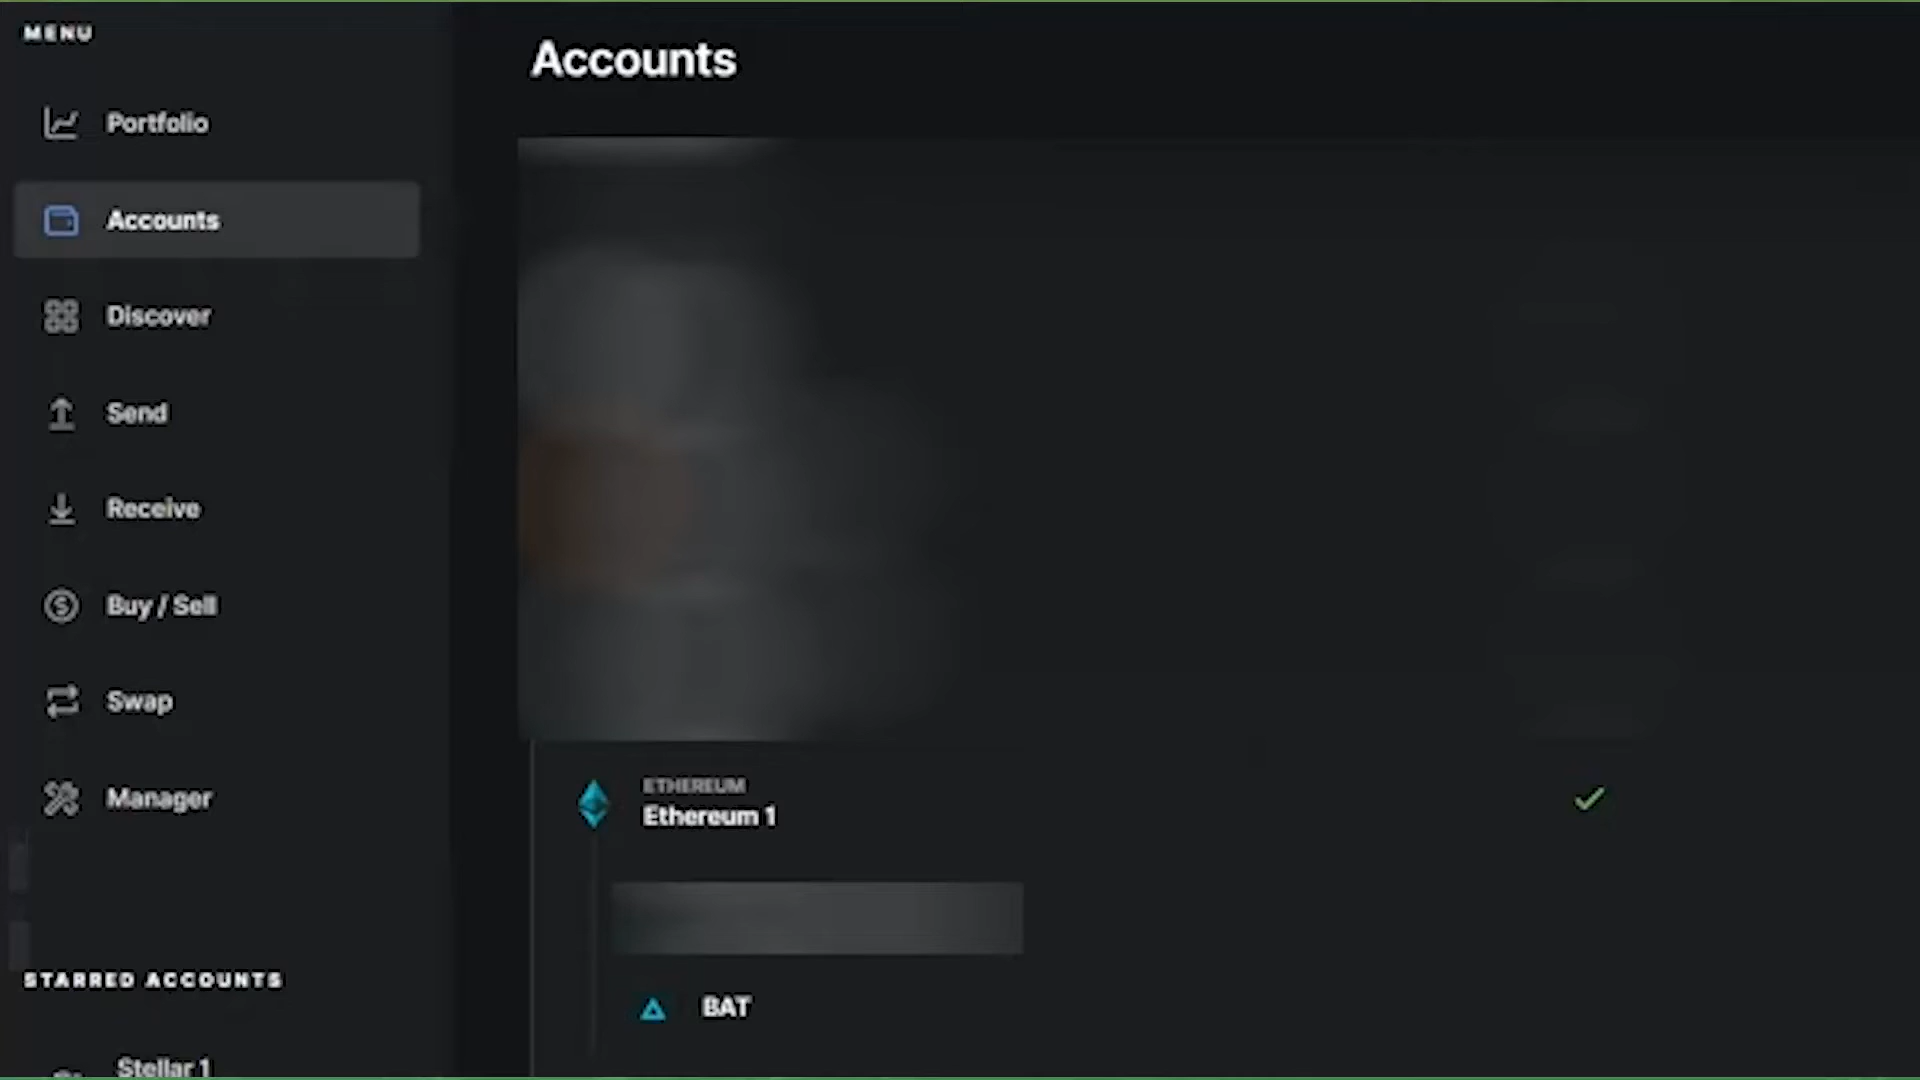 MENU
Portfolio
Accounts
Discover
Send
Receive
Buy / Sell
Swap
Manager
STARRED ACCOUNTS
Stellar 1
Accounts
ETHEREUM
Ethereum 1
BAT